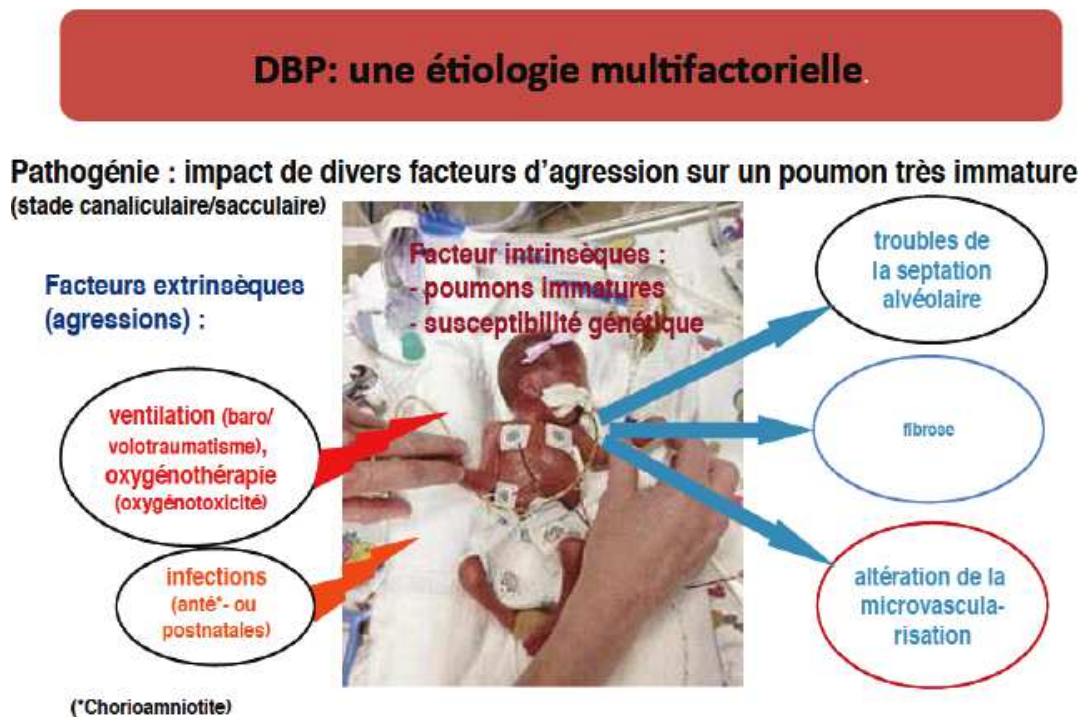 DBP: une étiologie multifactorielle.
Pathogénie : impact de divers facteurs d'agression sur un poumon très immature
(stade canaliculaire/sacculaire)
Facteurs extrinsèques
(agressions) :
ventilation (baro/
volotraumatisme),
oxygénothérapie
(oxygénotoxicité)
infections
(anté*- ou
postnatales)
(*Chorioamniotite)
Facteur intrinsèques :
- poumons immatures
- susceptibilité génétique
troubles de
la septation
alvéolaire
fibrose
altération de la
microvascula-
risation